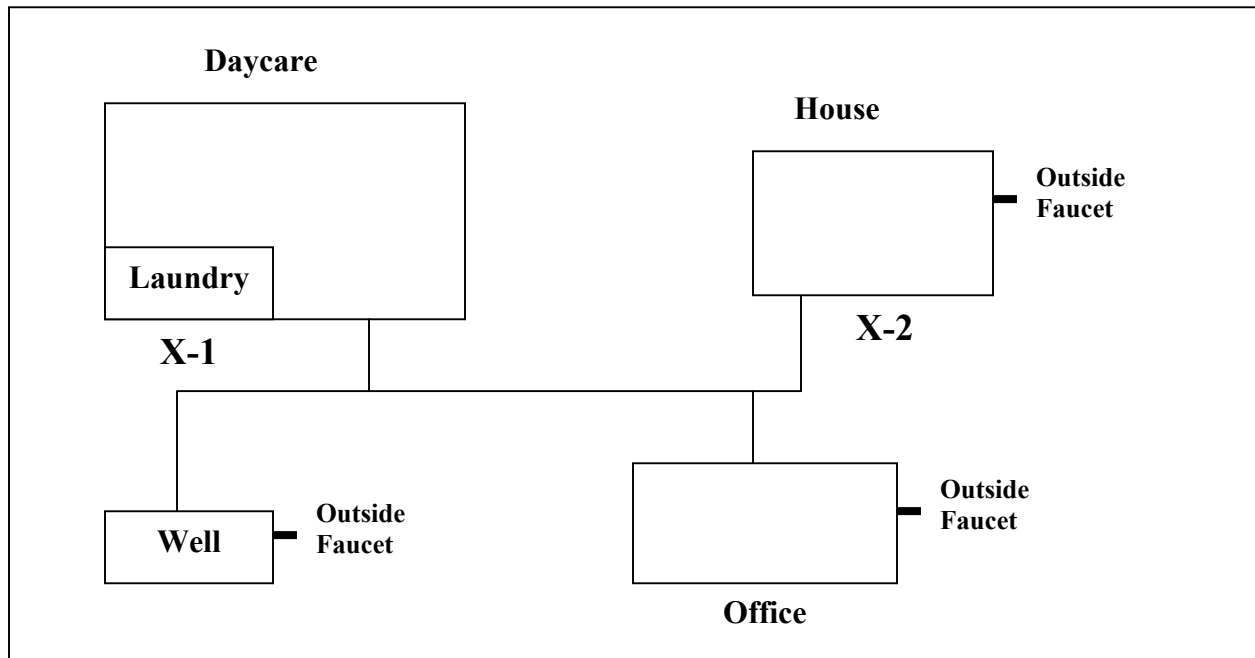 Daycare
House
Outside
Faucet
Laundry
X-1
X-2
Well
Outside
Faucet
Outside
Faucet
Office